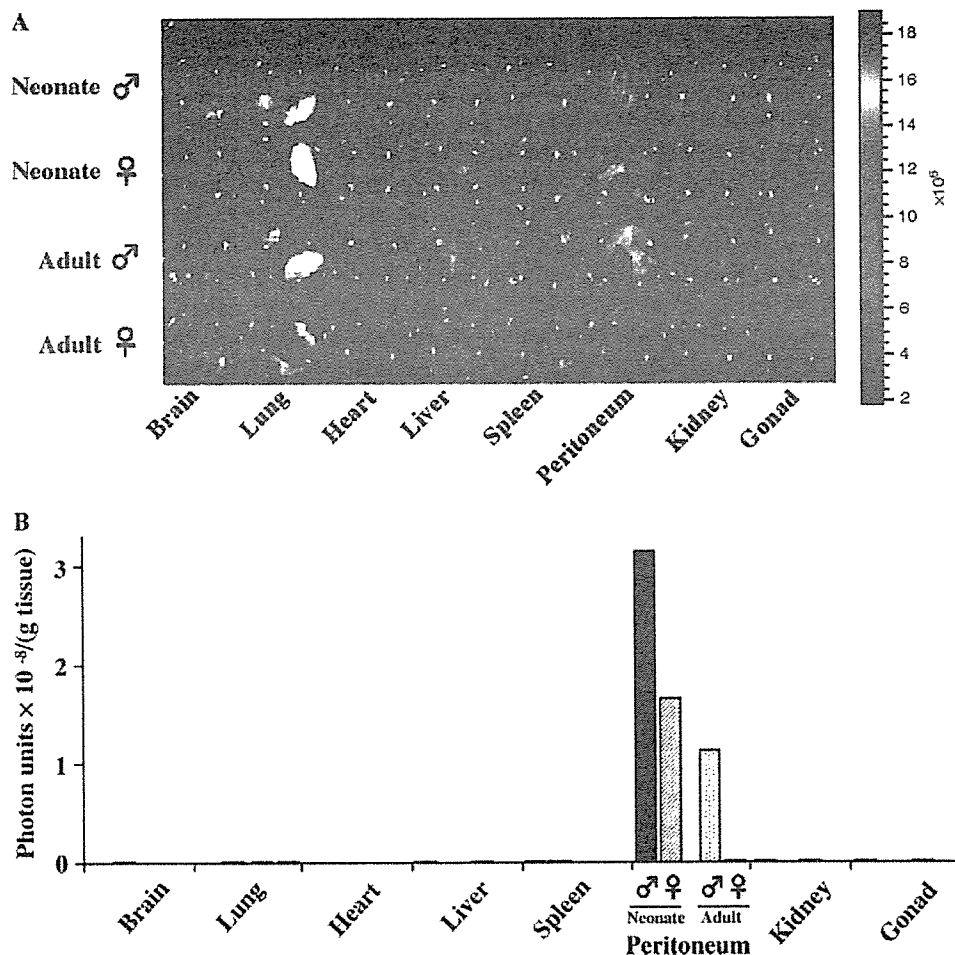 A
Neonate ♂
Neonate ♀
Adult ♂
Adult ♀
18
16
14
12
10
8
6
4
2
Brain
Lung
Heart
Liver
Spleen
Peritoneum
Kidney
Gonad
B
Photon units × 10 -8/(g tissue)
3
2
1
0
Brain
Lung
Heart
Liver
Spleen
♂ ♀
Neonate
♂ ♀
Adult
Peritoneum
Kidney
Gonad